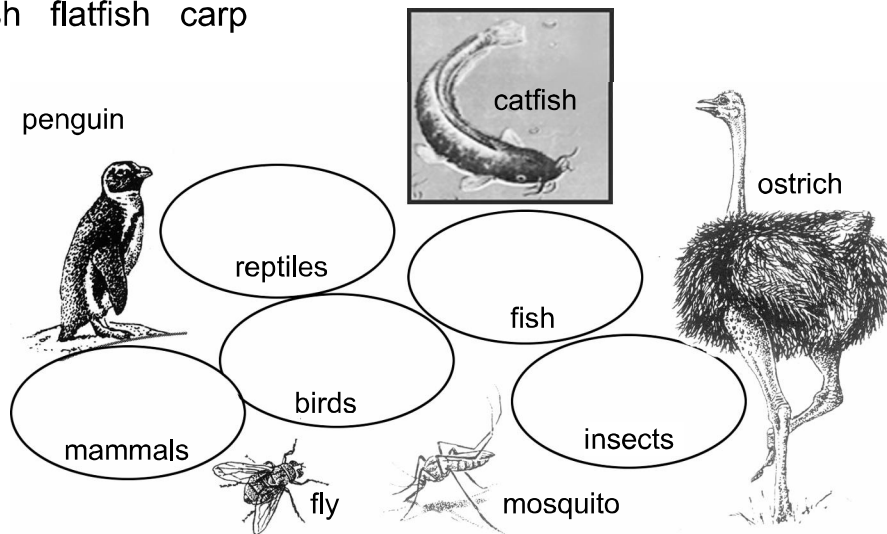 flatfish carp
catfish
penguin
ostrich
reptiles
fish
birds
mammals
insects
fly
mosquito